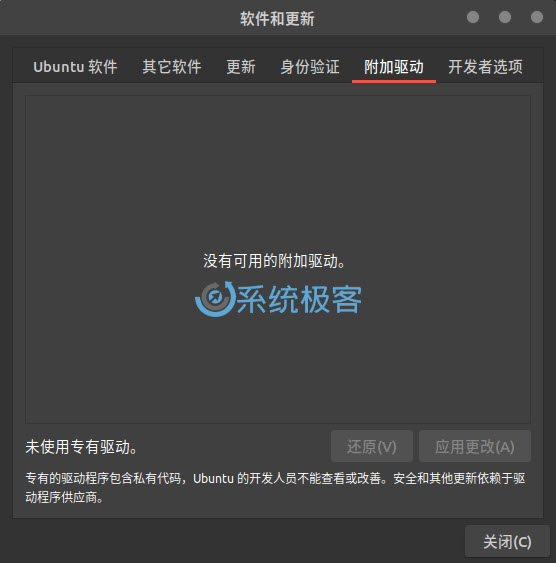 软件和更新
Ubuntu 软件 其它软件 更新 身份验证 附加驱动 开发者选项
没有可用的附加驱动。
系统极客
未使用专有驱动。 还原(V) 应用更改(A)
专有的驱动程序包含私有代码，Ubuntu 的开发人员不能查看或改善。安全和其他更新依赖于驱
动程序供应商。
关闭(C)